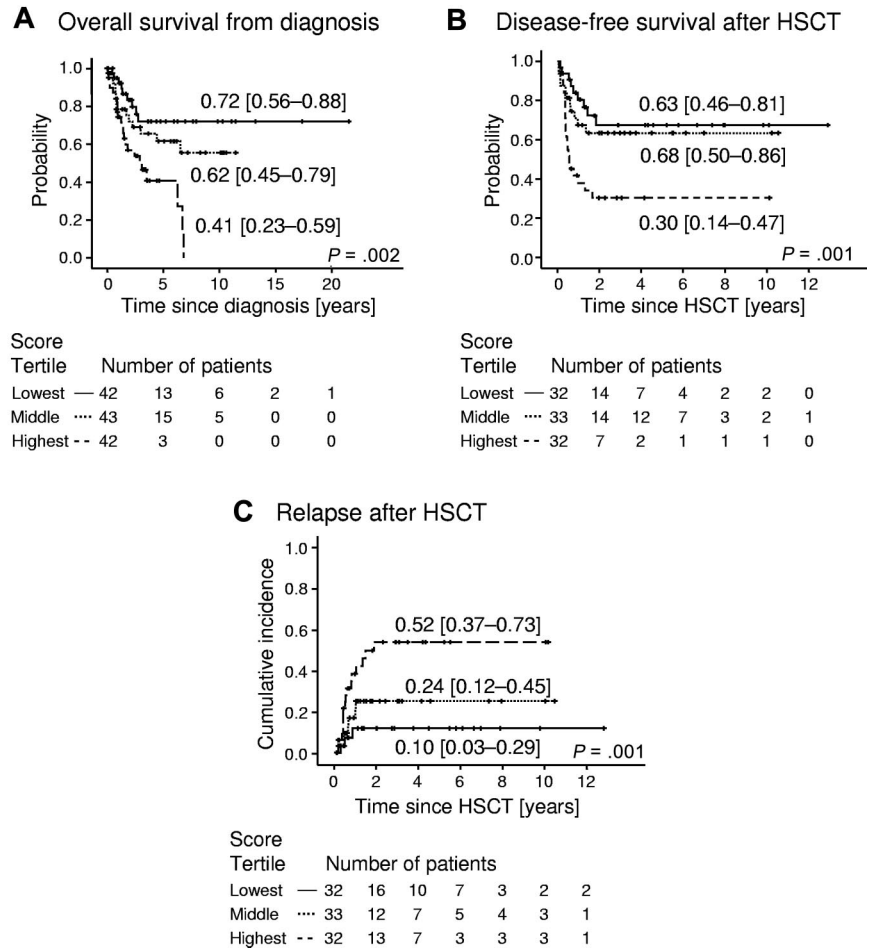 A Overall survival from diagnosis
1.0
0.8
0.6
0.4
0.2
0.0
Probability
0.72 [0.56–0.88]
0.62 [0.45–0.79]
0.41 [0.23–0.59]
P = .002
0 5 10 15 20
Time since diagnosis [years]
Score
Tertile Number of patients
Lowest 42 13 6 2 1
Middle 43 15 5 0 0
Highest 42 3 0 0 0
B Disease-free survival after HSCT
1.0
0.8
0.6
0.4
0.2
0.0
Probability
0.63 [0.46–0.81]
0.68 [0.50–0.86]
0.30 [0.14–0.47]
P = .001
0 2 4 6 8 10 12
Time since HSCT [years]
Score
Tertile Number of patients
Lowest 32 14 7 4 2 2 0
Middle 33 14 12 7 3 2 1
Highest 32 7 2 1 1 1 0
C Relapse after HSCT
1.0
0.8
0.6
0.4
0.2
0.0
Cumulative incidence
0.52 [0.37–0.73]
0.24 [0.12–0.45]
0.10 [0.03–0.29]
P = .001
0 2 4 6 8 10 12
Time since HSCT [years]
Score
Tertile Number of patients
Lowest 32 16 10 7 3 2 2
Middle 33 12 7 5 4 3 1
Highest 32 13 7 3 3 3 1